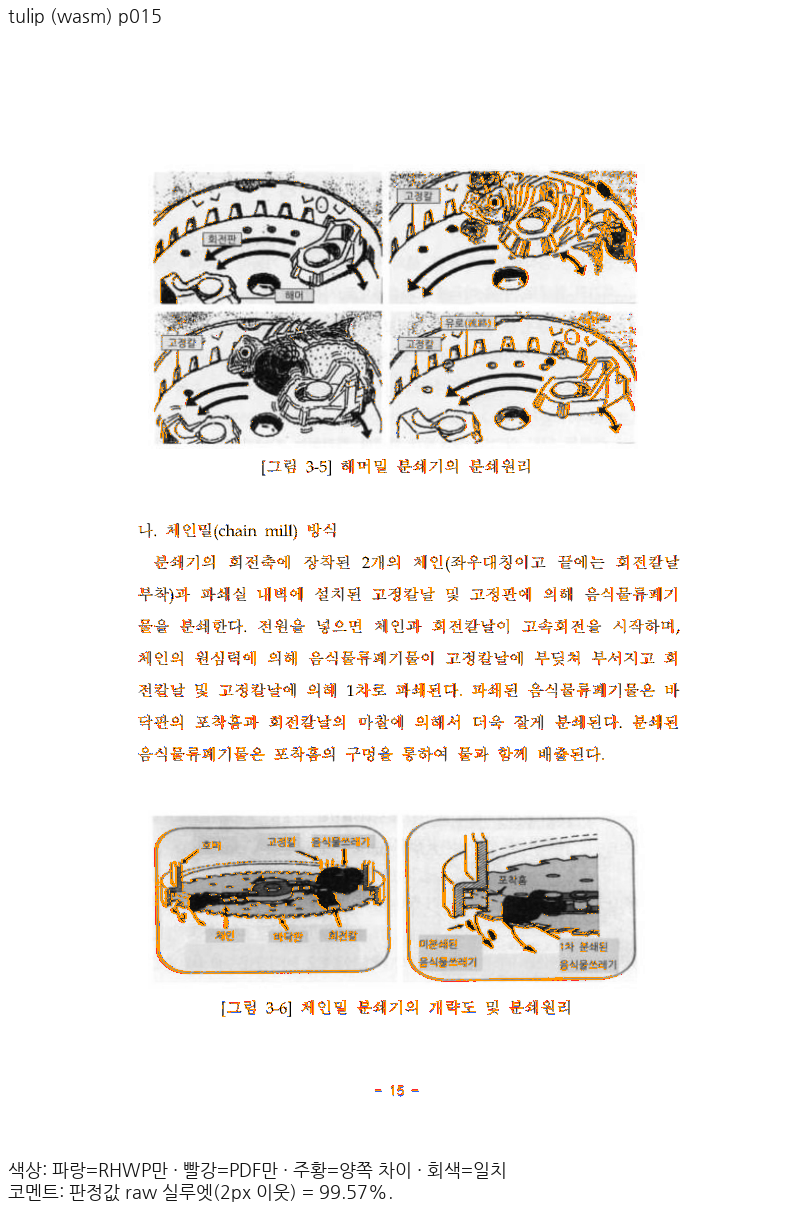 tulip (wasm) p015
고정칼
회전판
해머
유로(流路)
고정칼
고정칼
[그림 3-5] 해머밀 분쇄기의 분쇄원리
나. 체인밀(chain mill) 방식
분쇄기의 회전축에 장착된 2개의 체인(좌우대칭이고 끝에는 회전칼날
부착)과 파쇄실 내벽에 설치된 고정칼날 및 고정판에 의해 음식물류폐기
물을 분쇄한다. 전원을 넣으면 체인과 회전칼날이 고속회전을 시작하며,
체인의 원심력에 의해 음식물류폐기물이 고정칼날에 부딪쳐 부서지고 회
전칼날 및 고정칼날에 의해 1차로 파쇄된다. 파쇄된 음식물류폐기물은 바
닥판의 포착홈과 회전칼날의 마찰에 의해서 더욱 잘게 분쇄된다. 분쇄된
음식물류폐기물은 포착홈의 구멍을 통하여 물과 함께 배출된다.
호퍼
고정칼
음식물쓰레기
포착홈
체인
바닥판
회전칼
미분쇄된
음식물쓰레기
1차 분쇄된
음식물쓰레기
[그림 3-6] 체인밀 분쇄기의 개략도 및 분쇄원리
- 15 -
색상: 파랑=RHWP만 · 빨강=PDF만 · 주황=양쪽 차이 · 회색=일치
코멘트: 판정값 raw 실루엣(2px 이웃) = 99.57%.